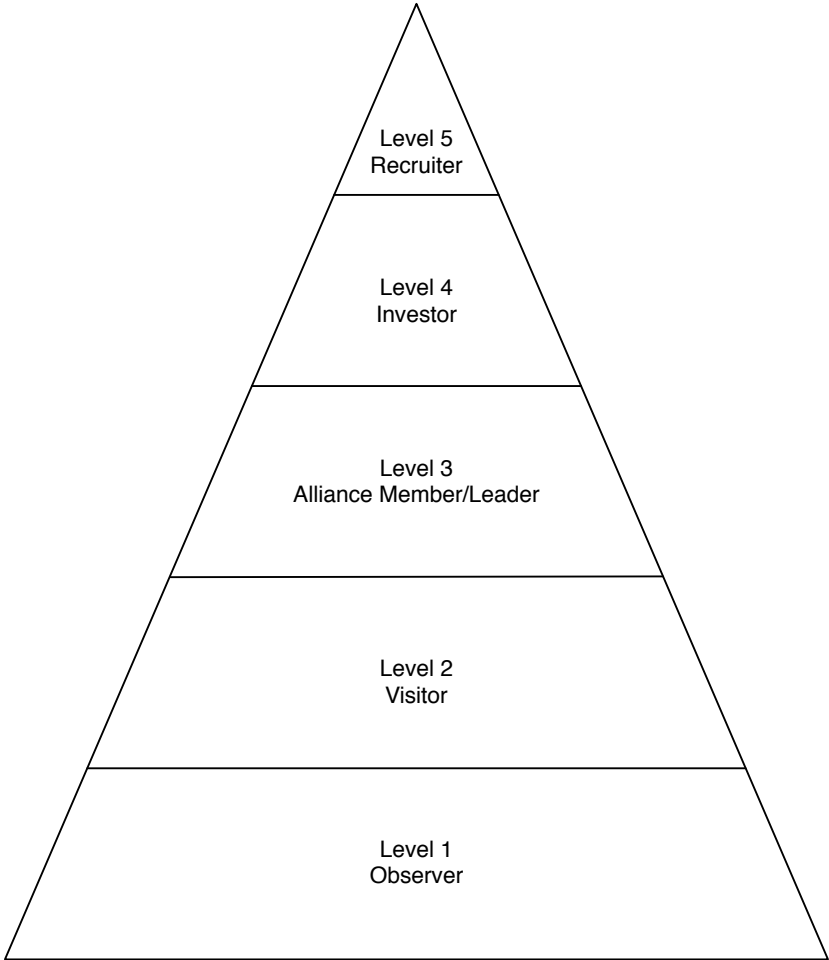 Level 5
Recruiter
Level 4
Investor
Level 3
Alliance Member/Leader
Level 2
Visitor
Level 1
Observer